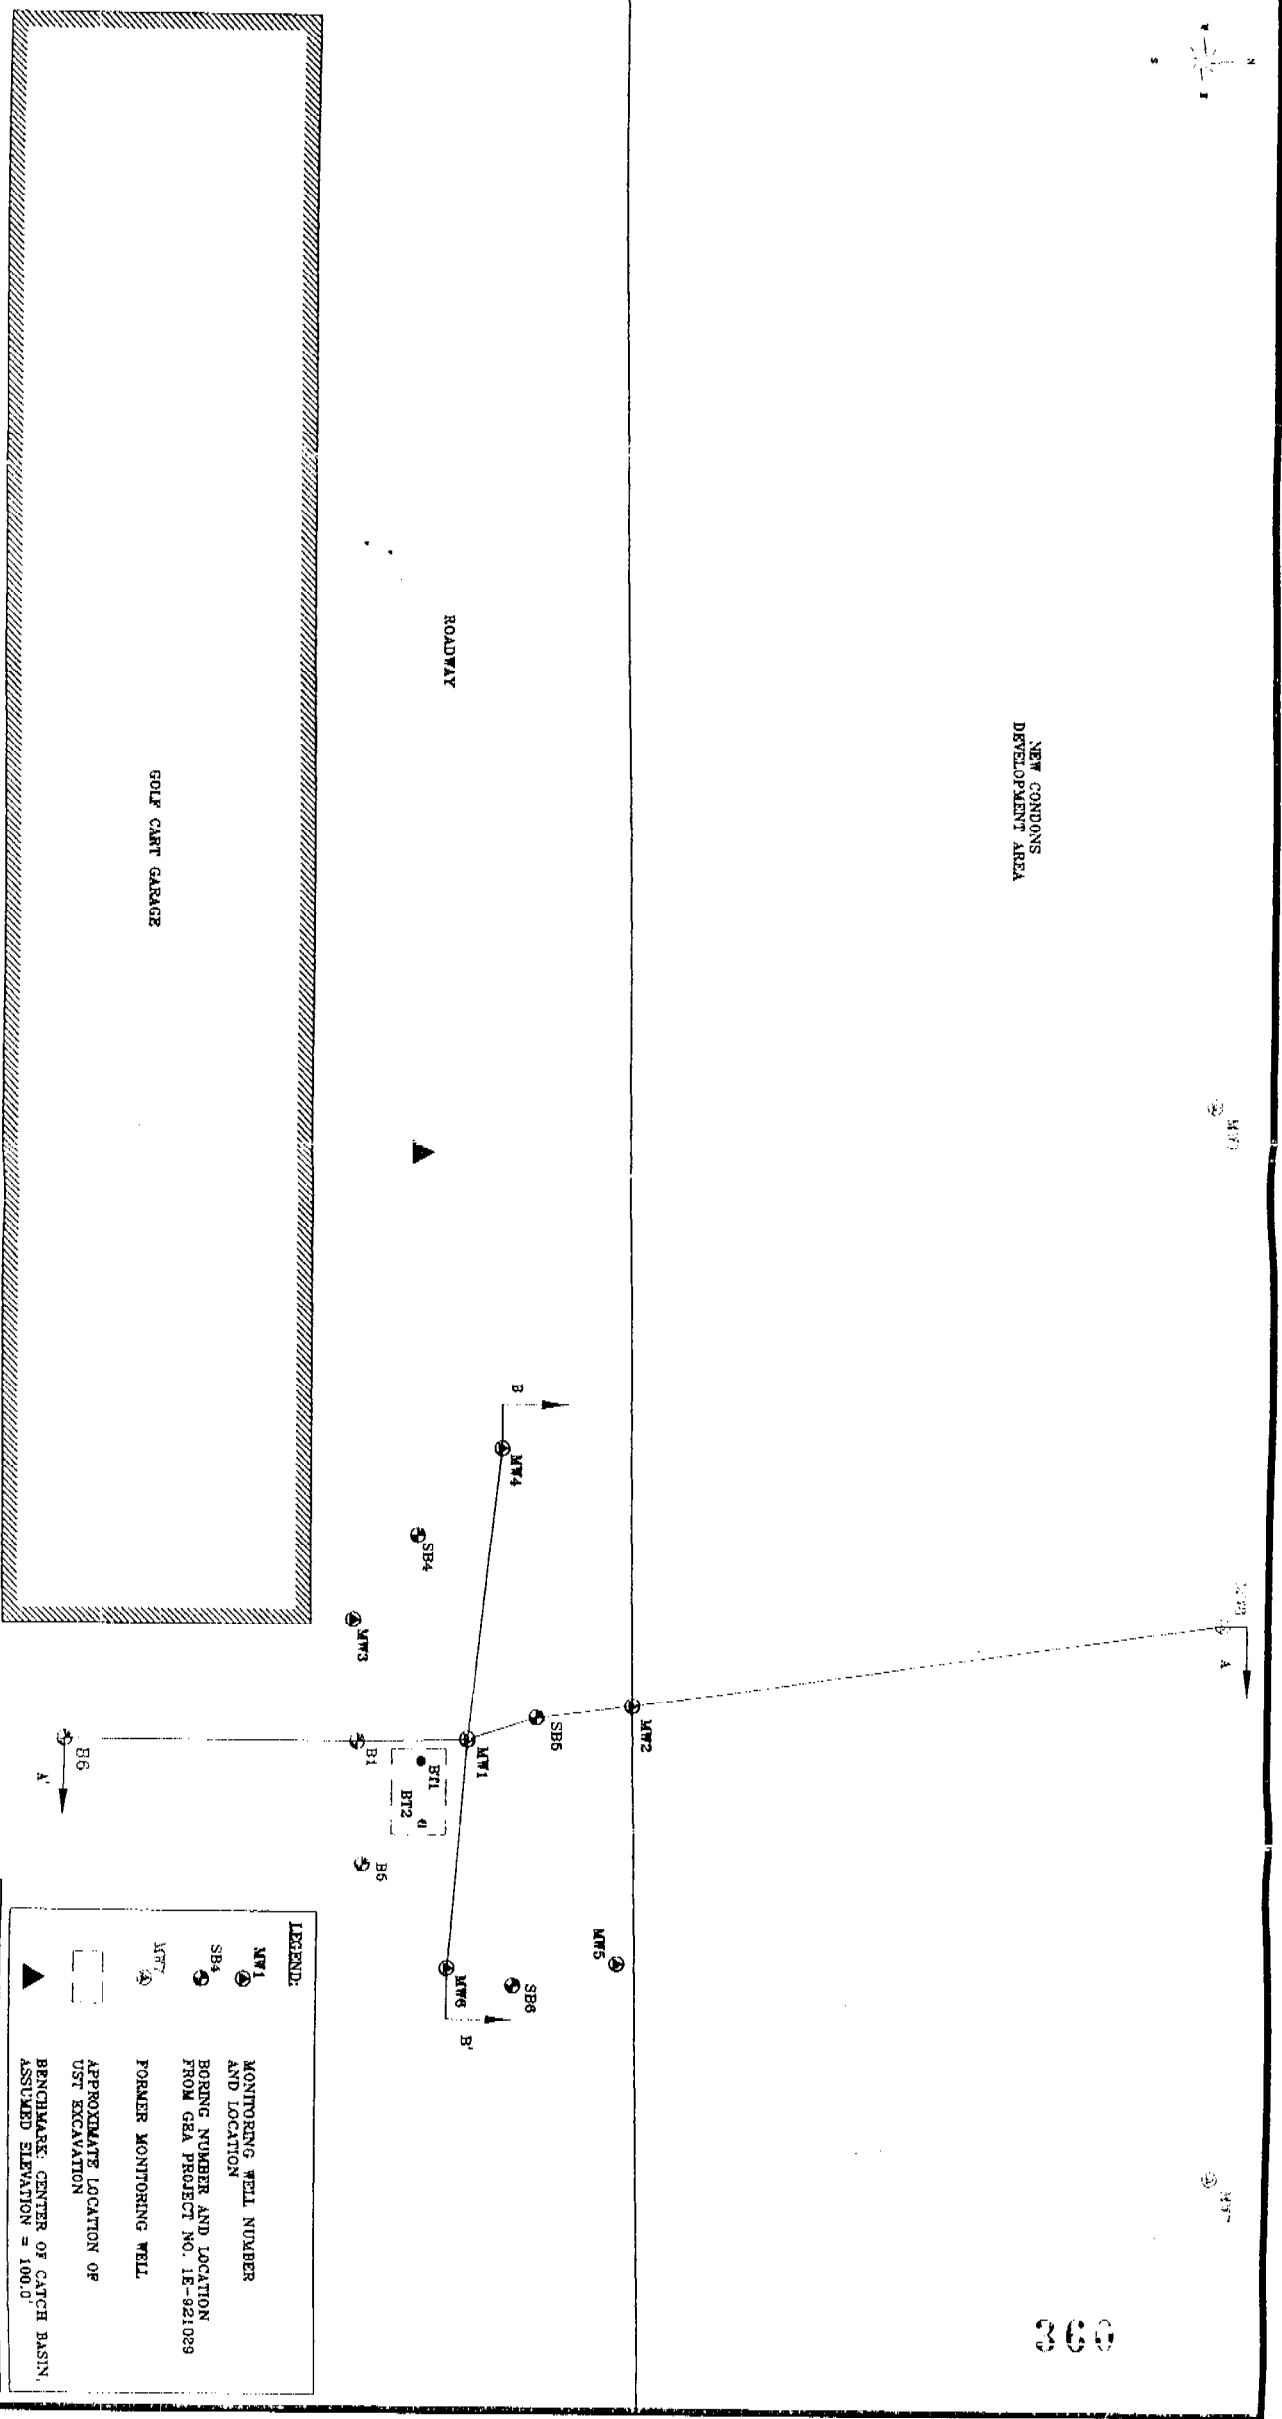 N
S
NEW CONDONS
DEVELOPMENT AREA
ROADWAY
GOLF CART GARAGE
A
B
MW4
SB4
MW3
MW2
SB5
MW1
B1
BT1
BT2
B5
B6
A'
MW5
SB6
MW6
B'
360
LEGEND:
MW1
MONITORING WELL NUMBER
AND LOCATION
SB4
BORING NUMBER AND LOCATION
FROM GEA PROJECT NO. 1E-921029
MW7
FORMER MONITORING WELL
APPROXIMATE LOCATION OF
UST EXCAVATION
BENCHMARK: CENTER OF CATCH BASIN,
ASSUMED ELEVATION = 100.0'